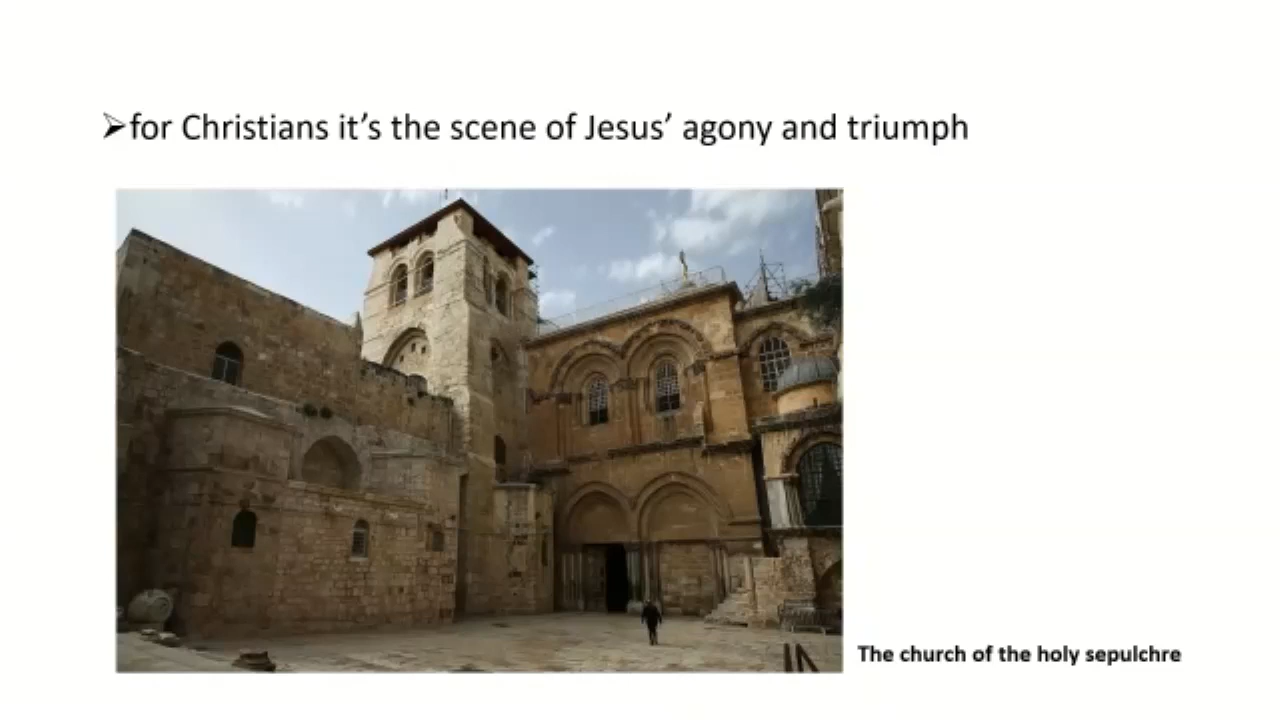 ➢for Christians it’s the scene of Jesus’ agony and triumph
The church of the holy sepulchre